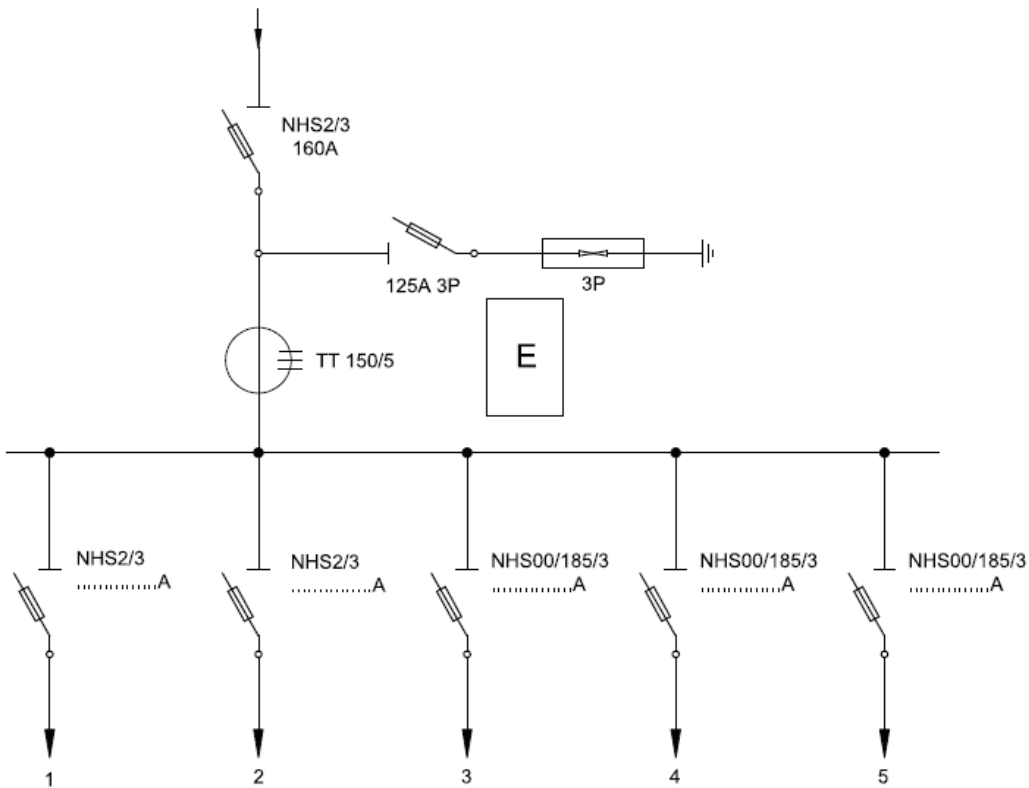 NHS2/3
160A
125A 3P
3P
E
TT 150/5
NHS2/3
.............A
NHS2/3
.............A
NHS00/185/3
.............A
NHS00/185/3
.............A
NHS00/185/3
.............A
1
2
3
4
5